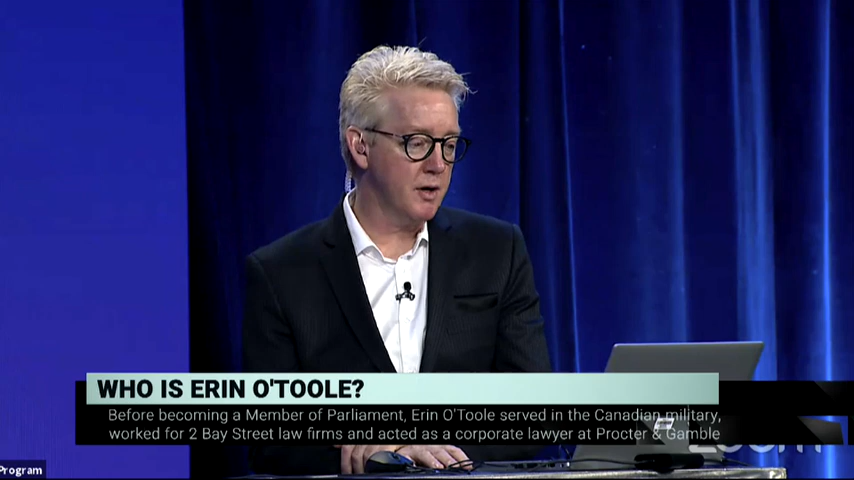 WHO IS ERIN O'TOOLE?
Before becoming a Member of Parliament, Erin O'Toole served in the Canadian military,
worked for 2 Bay Street law firms and acted as a corporate lawyer at Procter & Gamble
zoom
Program